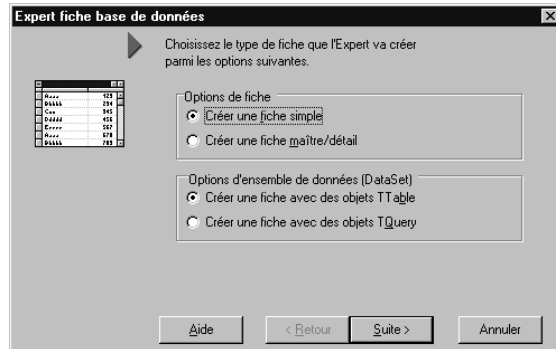 Expert fiche base de données
Choisissez le type de fiche que l'Expert va créer
parmi les options suivantes.
Options de fiche
Créer une fiche simple
Créer une fiche maître/détail
Options d'ensemble de données (DataSet)
Créer une fiche avec des objets TTable
Créer une fiche avec des objets TQuery
Aide
< Retour
Suite >
Annuler